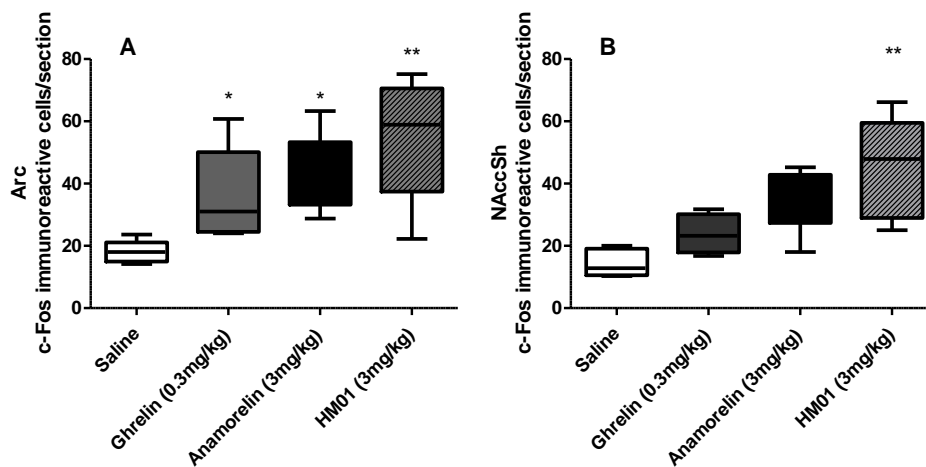 A
Arc
c-Fos immunoreactive cells/section
80
60
40
20
0
*
*
**
Saline
Ghrelin (0.3mg/kg)
Anamorelin (3mg/kg)
HM01 (3mg/kg)
B
NAccSh
c-Fos immunoreactive cells/section
80
60
40
20
0
**
Saline
Ghrelin (0.3mg/kg)
Anamorelin (3mg/kg)
HM01 (3mg/kg)